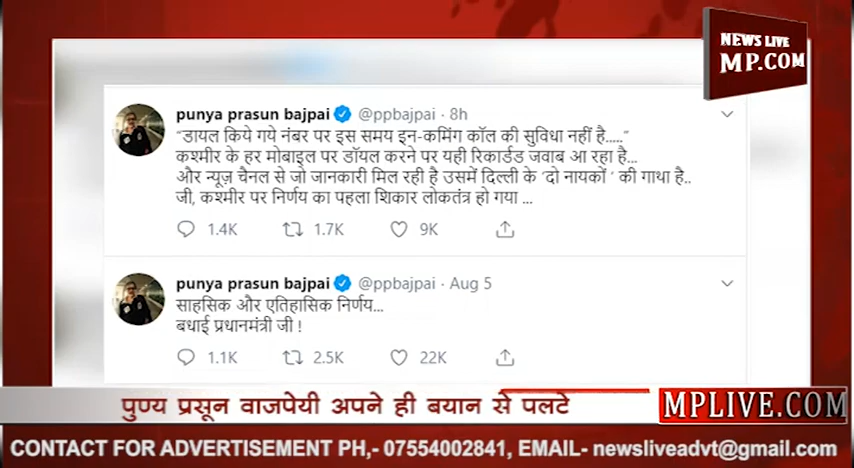 NEWS LIVE
MP.COM
punya prasun bajpai @ppbajpai · 8h
“डायल किये गये नंबर पर इस समय इन-कमिंग कॉल की सुविधा नहीं है.....”
कश्मीर के हर मोबाइल पर डॉयल करने पर यही रिकार्डड जवाब आ रहा है...
और न्यूज़ चैनल से जो जानकारी मिल रही है उसमें दिल्ली के 'दो नायकों ' की गाथा है..
जी, कश्मीर पर निर्णय का पहला शिकार लोकतंत्र हो गया ...
1.4K 1.7K 9K
punya prasun bajpai @ppbajpai · Aug 5
साहसिक और एतिहासिक निर्णय...
बधाई प्रधानमंत्री जी !
1.1K 2.5K 22K
पुण्य प्रसून वाजपेयी अपने ही बयान से पलटे
MPLIVE.COM
CONTACT FOR ADVERTISEMENT PH,- 07554002841, EMAIL- newsliveadvt@gmail.com